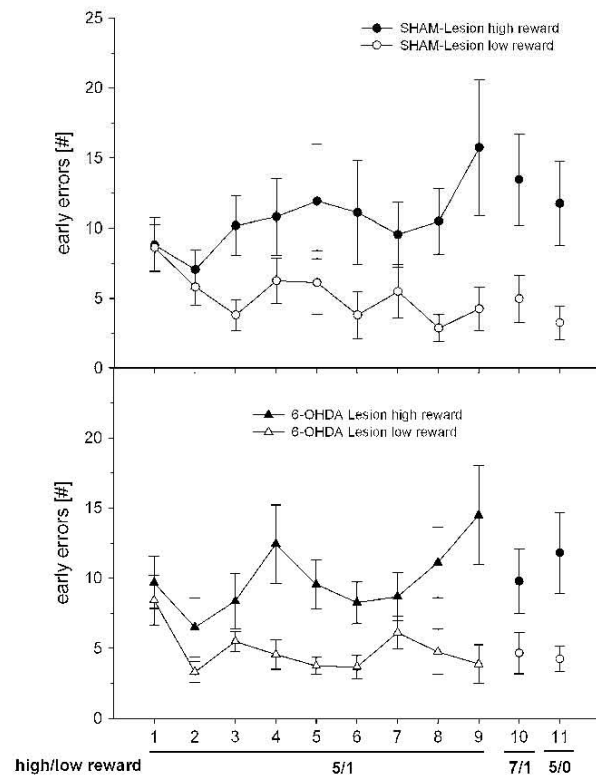 25
SHAM-Lesion high reward
SHAM-Lesion low reward
20
15
early errors [#]
10
5
0
6-OHDA Lesion high reward
6-OHDA Lesion low reward
20
15
early errors [#]
10
5
0
1 2 3 4 5 6 7 8 9 10 11
high/low reward 5/1 7/1 5/0